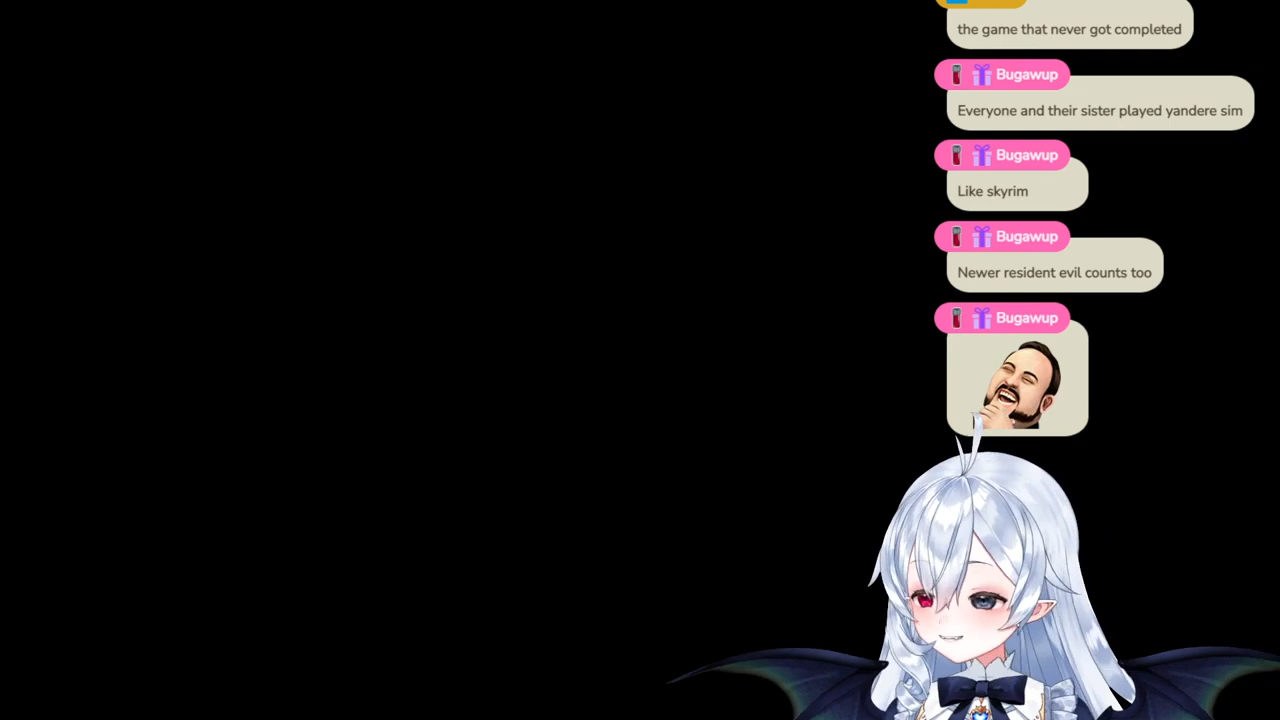 the game that never got completed
Bugawup
Everyone and their sister played yandere sim
Bugawup
Like skyrim
Bugawup
Newer resident evil counts too
Bugawup